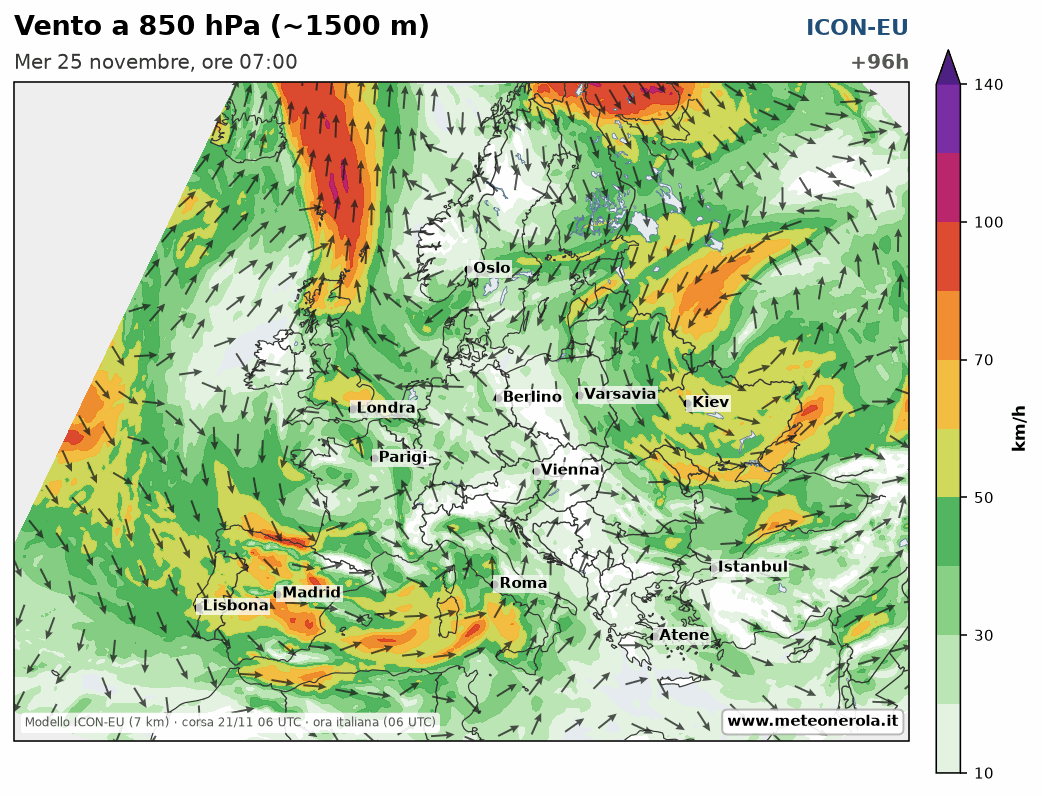 Vento a 850 hPa (~1500 m)
ICON-EU
Mer 25 novembre, ore 07:00
+96h
140
100
Oslo
70
Berlino
Varsavia
Kiev
Londra
km/h
Parigi
Vienna
50
Istanbul
Roma
Madrid
Lisbona
Atene
30
Modello ICON-EU (7 km) · corsa 21/11 06 UTC · ora italiana (06 UTC)
www.meteonerola.it
10